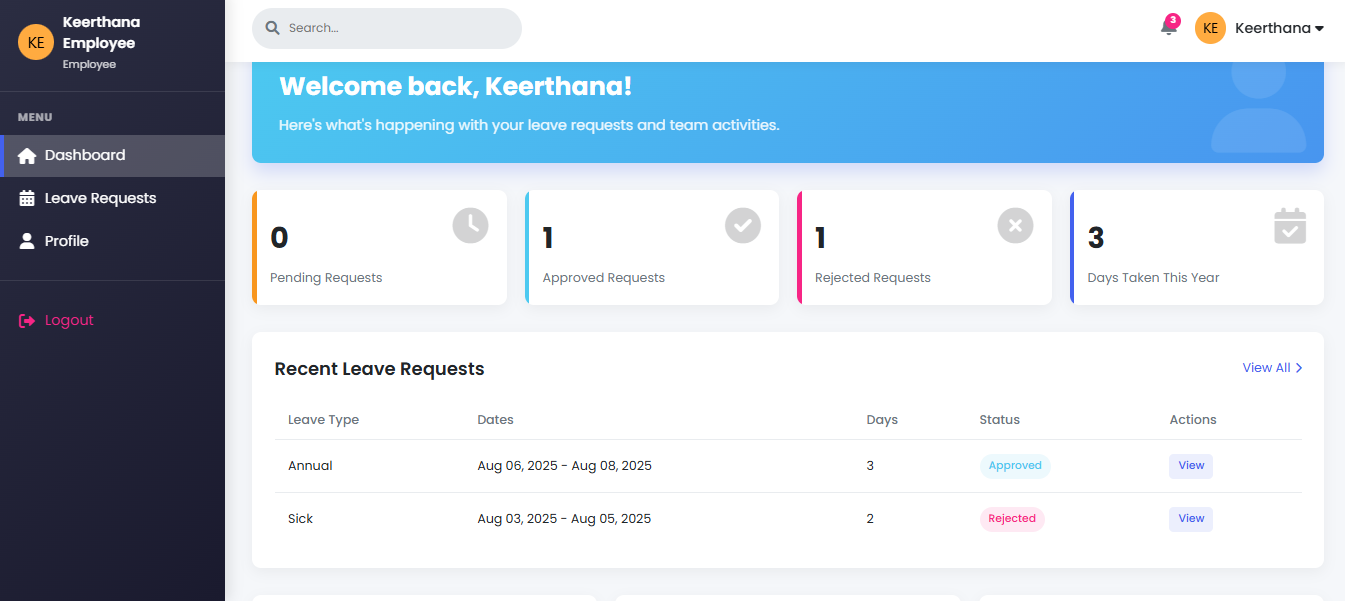 KE
Keerthana
Employee
Employee
MENU
Dashboard
Leave Requests
Profile
Logout
Search...
3
KE
Keerthana
Welcome back, Keerthana!
Here's what's happening with your leave requests and team activities.
0
Pending Requests
1
Approved Requests
1
Rejected Requests
3
Days Taken This Year
Recent Leave Requests
View All
Leave Type Dates Days Status Actions
Annual Aug 06, 2025 - Aug 08, 2025 3 Approved View
Sick Aug 03, 2025 - Aug 05, 2025 2 Rejected View